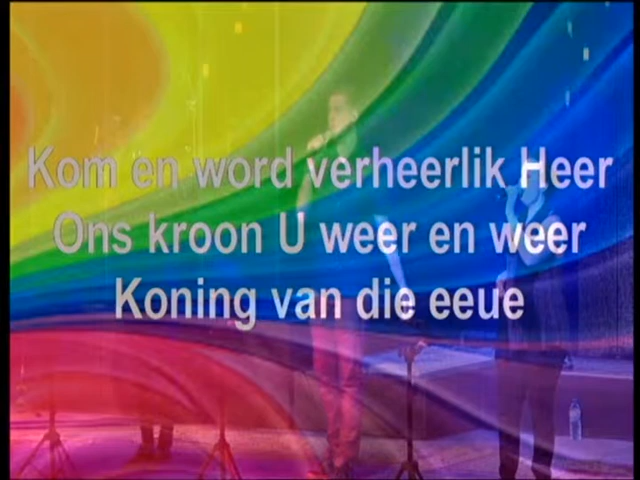 Kom en word verheerlik Heer
Ons kroon U weer en weer
Koning van die eeue